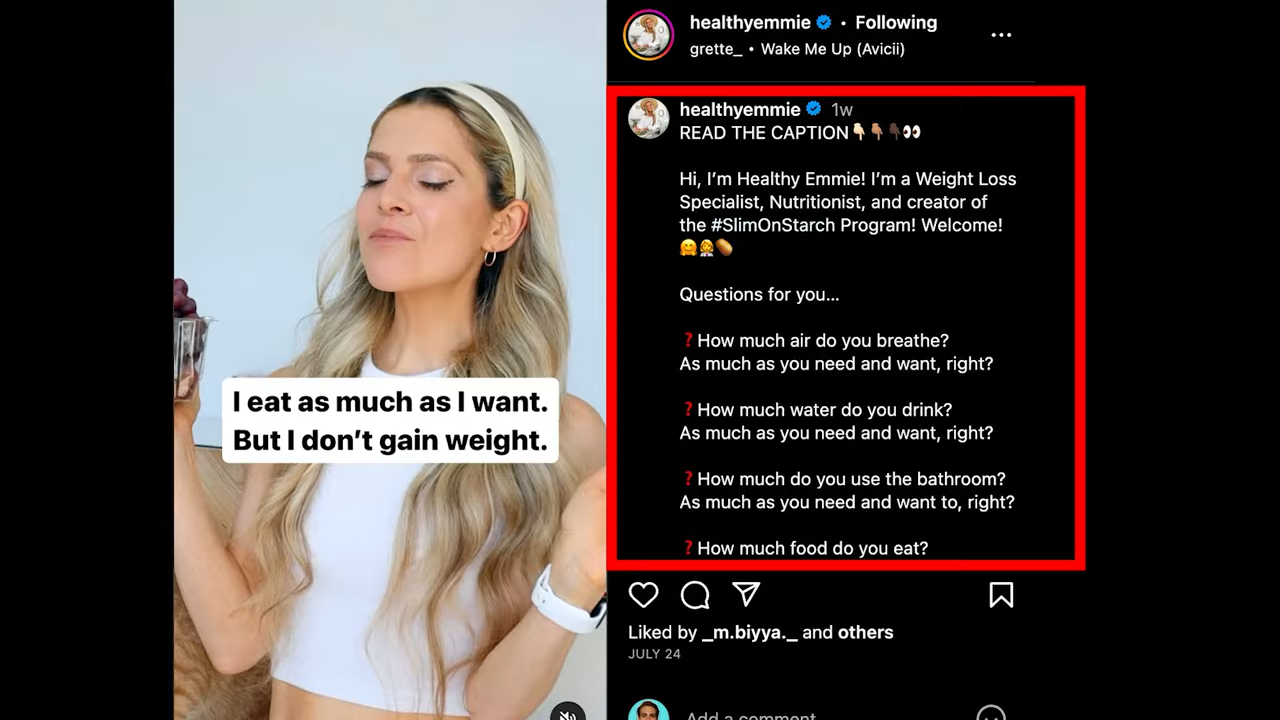 I eat as much as I want.
But I don't gain weight.
healthyemmie • Following
grette_ • Wake Me Up (Avicii)
healthyemmie 1w
READ THE CAPTION👇🏻👇🏽👇🏿👀
Hi, I'm Healthy Emmie! I'm a Weight Loss
Specialist, Nutritionist, and creator of
the #SlimOnStarch Program! Welcome!
🤗👩‍⚕️🥔
Questions for you...
❓How much air do you breathe?
As much as you need and want, right?
❓How much water do you drink?
As much as you need and want, right?
❓How much do you use the bathroom?
As much as you need and want to, right?
❓How much food do you eat?
Liked by _m.biyya._ and others
JULY 24
Add a comment